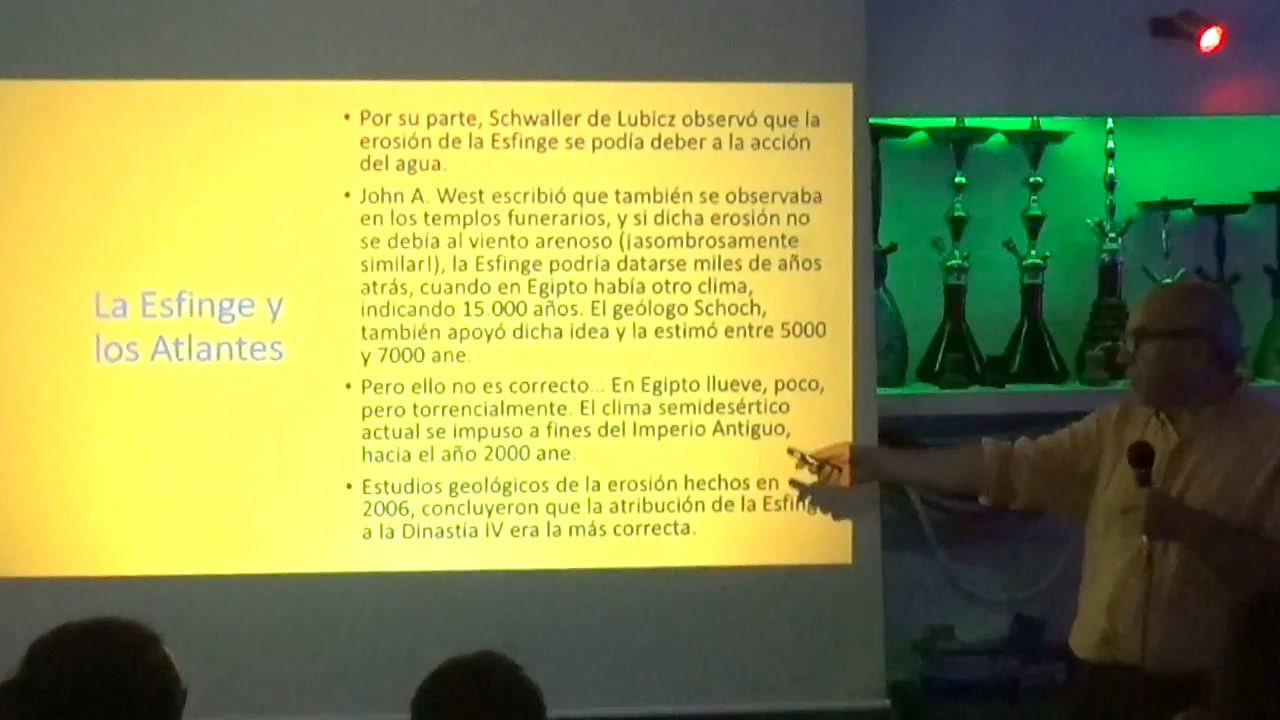 La Esfinge y
los Atlantes
• Por su parte, Schwaller de Lubicz observó que la
erosión de la Esfinge se podía deber a la acción
del agua.
• John A. West escribió que también se observaba
en los templos funerarios, y si dicha erosión no
se debía al viento arenoso (¡asombrosamente
similar!), la Esfinge podría datarse miles de años
atrás, cuando en Egipto había otro clima,
indicando 15.000 años. El geólogo Schoch,
también apoyó dicha idea y la estimó entre 5000
y 7000 ane.
• Pero ello no es correcto... En Egipto llueve, poco,
pero torrencialmente. El clima semidesértico
actual se impuso a fines del Imperio Antiguo,
hacia el año 2000 ane.
• Estudios geológicos de la erosión hechos en
2006, concluyeron que la atribución de la Esfinge
a la Dinastía IV era la más correcta.